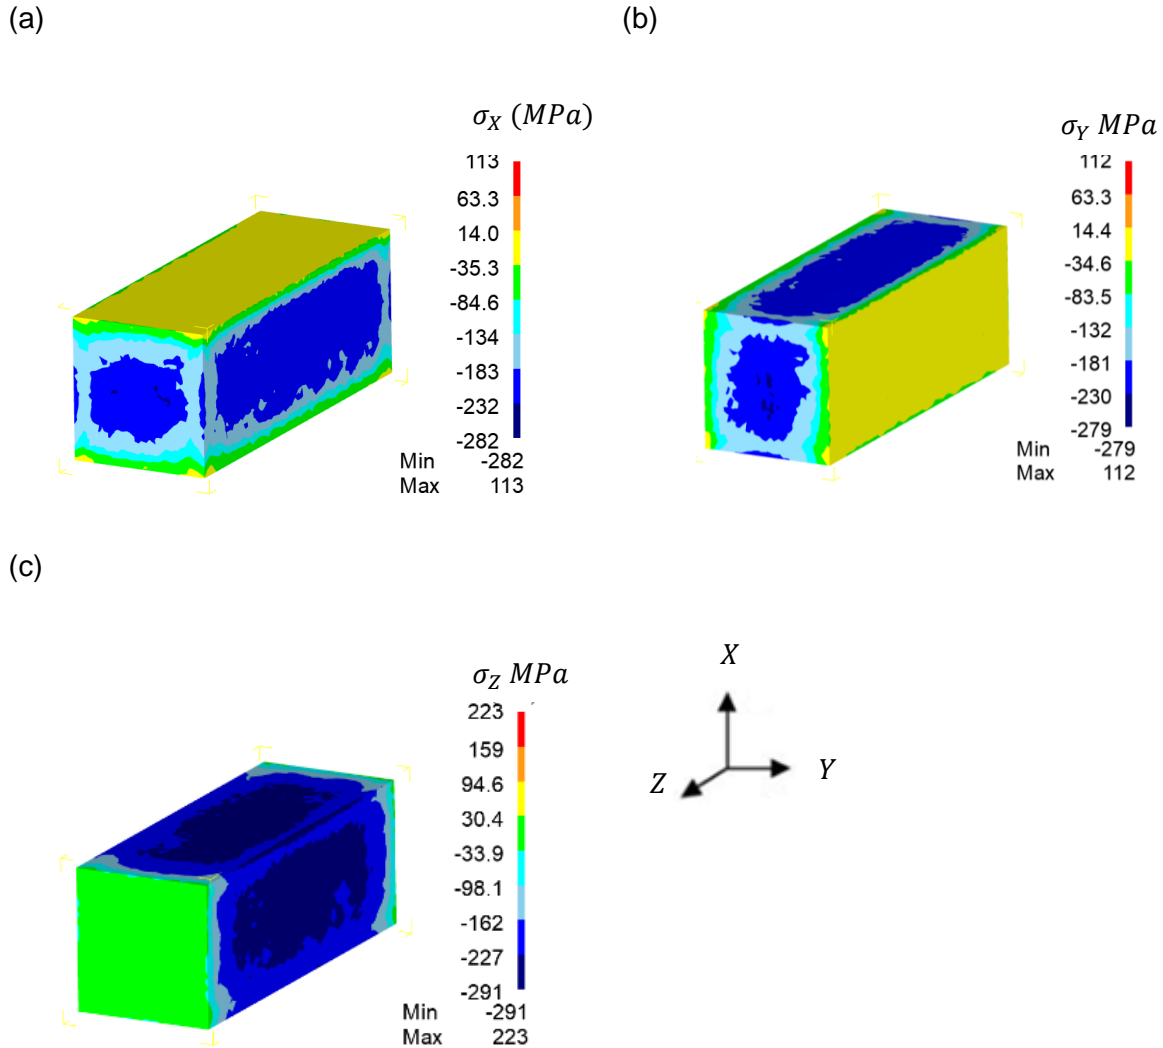 (a)
σX (MPa)
113
63.3
14.0
-35.3
-84.6
-134
-183
-232
-282
Min -282
Max 113
(b)
σY MPa
112
63.3
14.4
-34.6
-83.5
-132
-181
-230
-279
Min -279
Max 112
(c)
σZ MPa
223
159
94.6
30.4
-33.9
-98.1
-162
-227
-291
Min -291
Max 223
X
Z Y